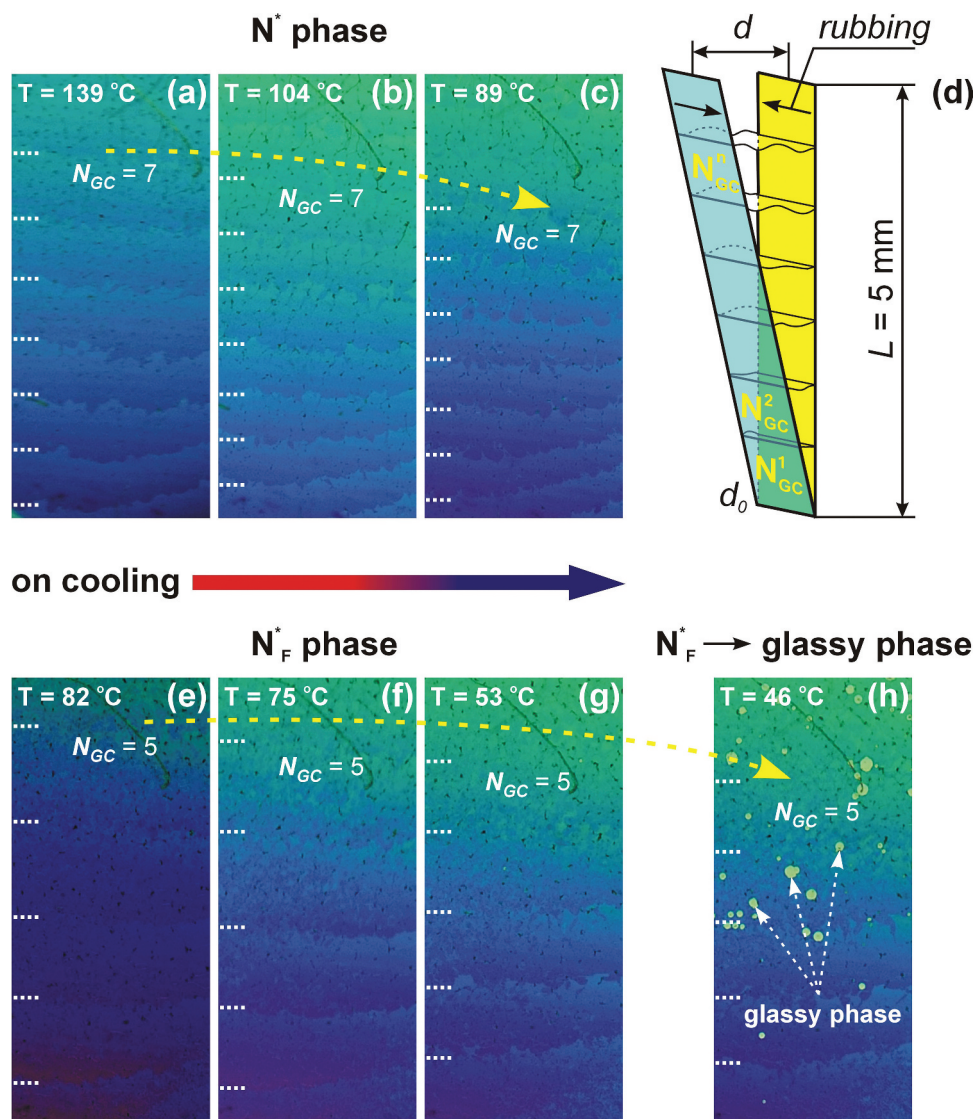 N* phase
T = 139 °C (a)
N_GC = 7
T = 104 °C (b)
N_GC = 7
T = 89 °C (c)
N_GC = 7
d
rubbing
(d)
N^n_GC
L = 5 mm
N^2_GC
N^1_GC
d_0
on cooling
N*_F phase
N*_F → glassy phase
T = 82 °C (e)
N_GC = 5
T = 75 °C (f)
N_GC = 5
T = 53 °C (g)
N_GC = 5
T = 46 °C (h)
N_GC = 5
glassy phase